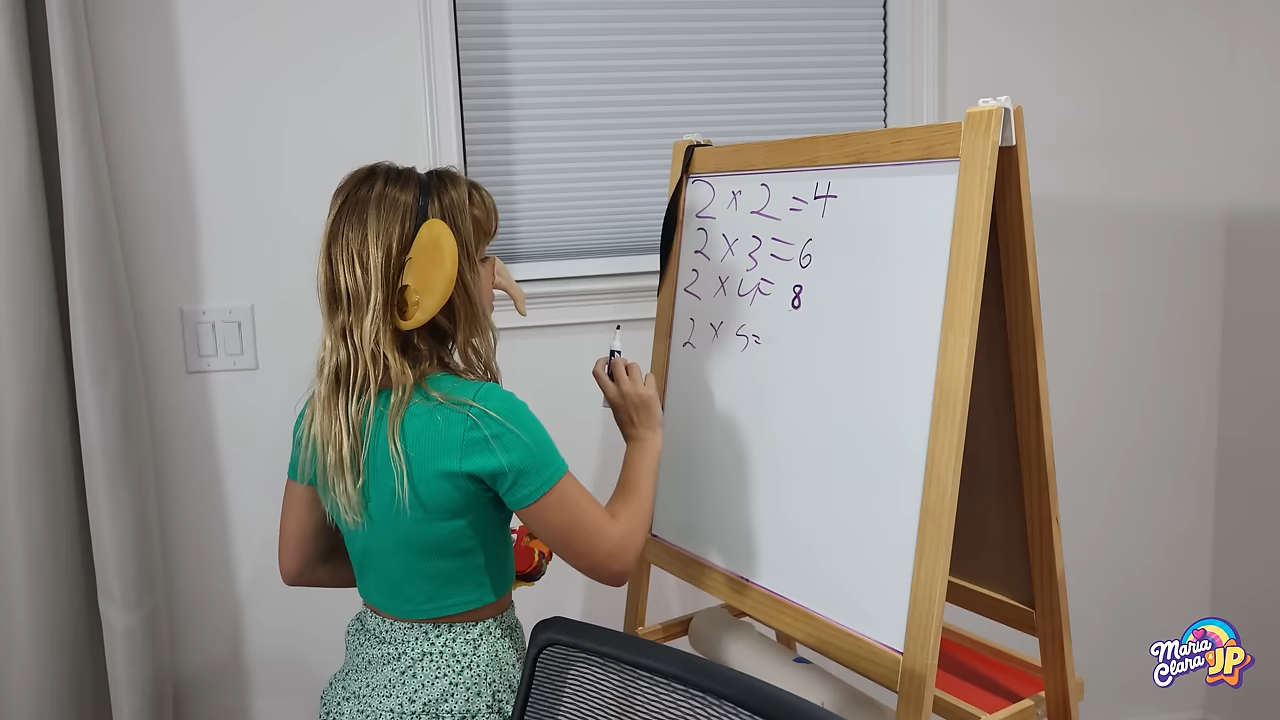 2 x 2 = 4
2 x 3 = 6
2 x 4 = 8
2 x 5 =
Maria
Clara
JP